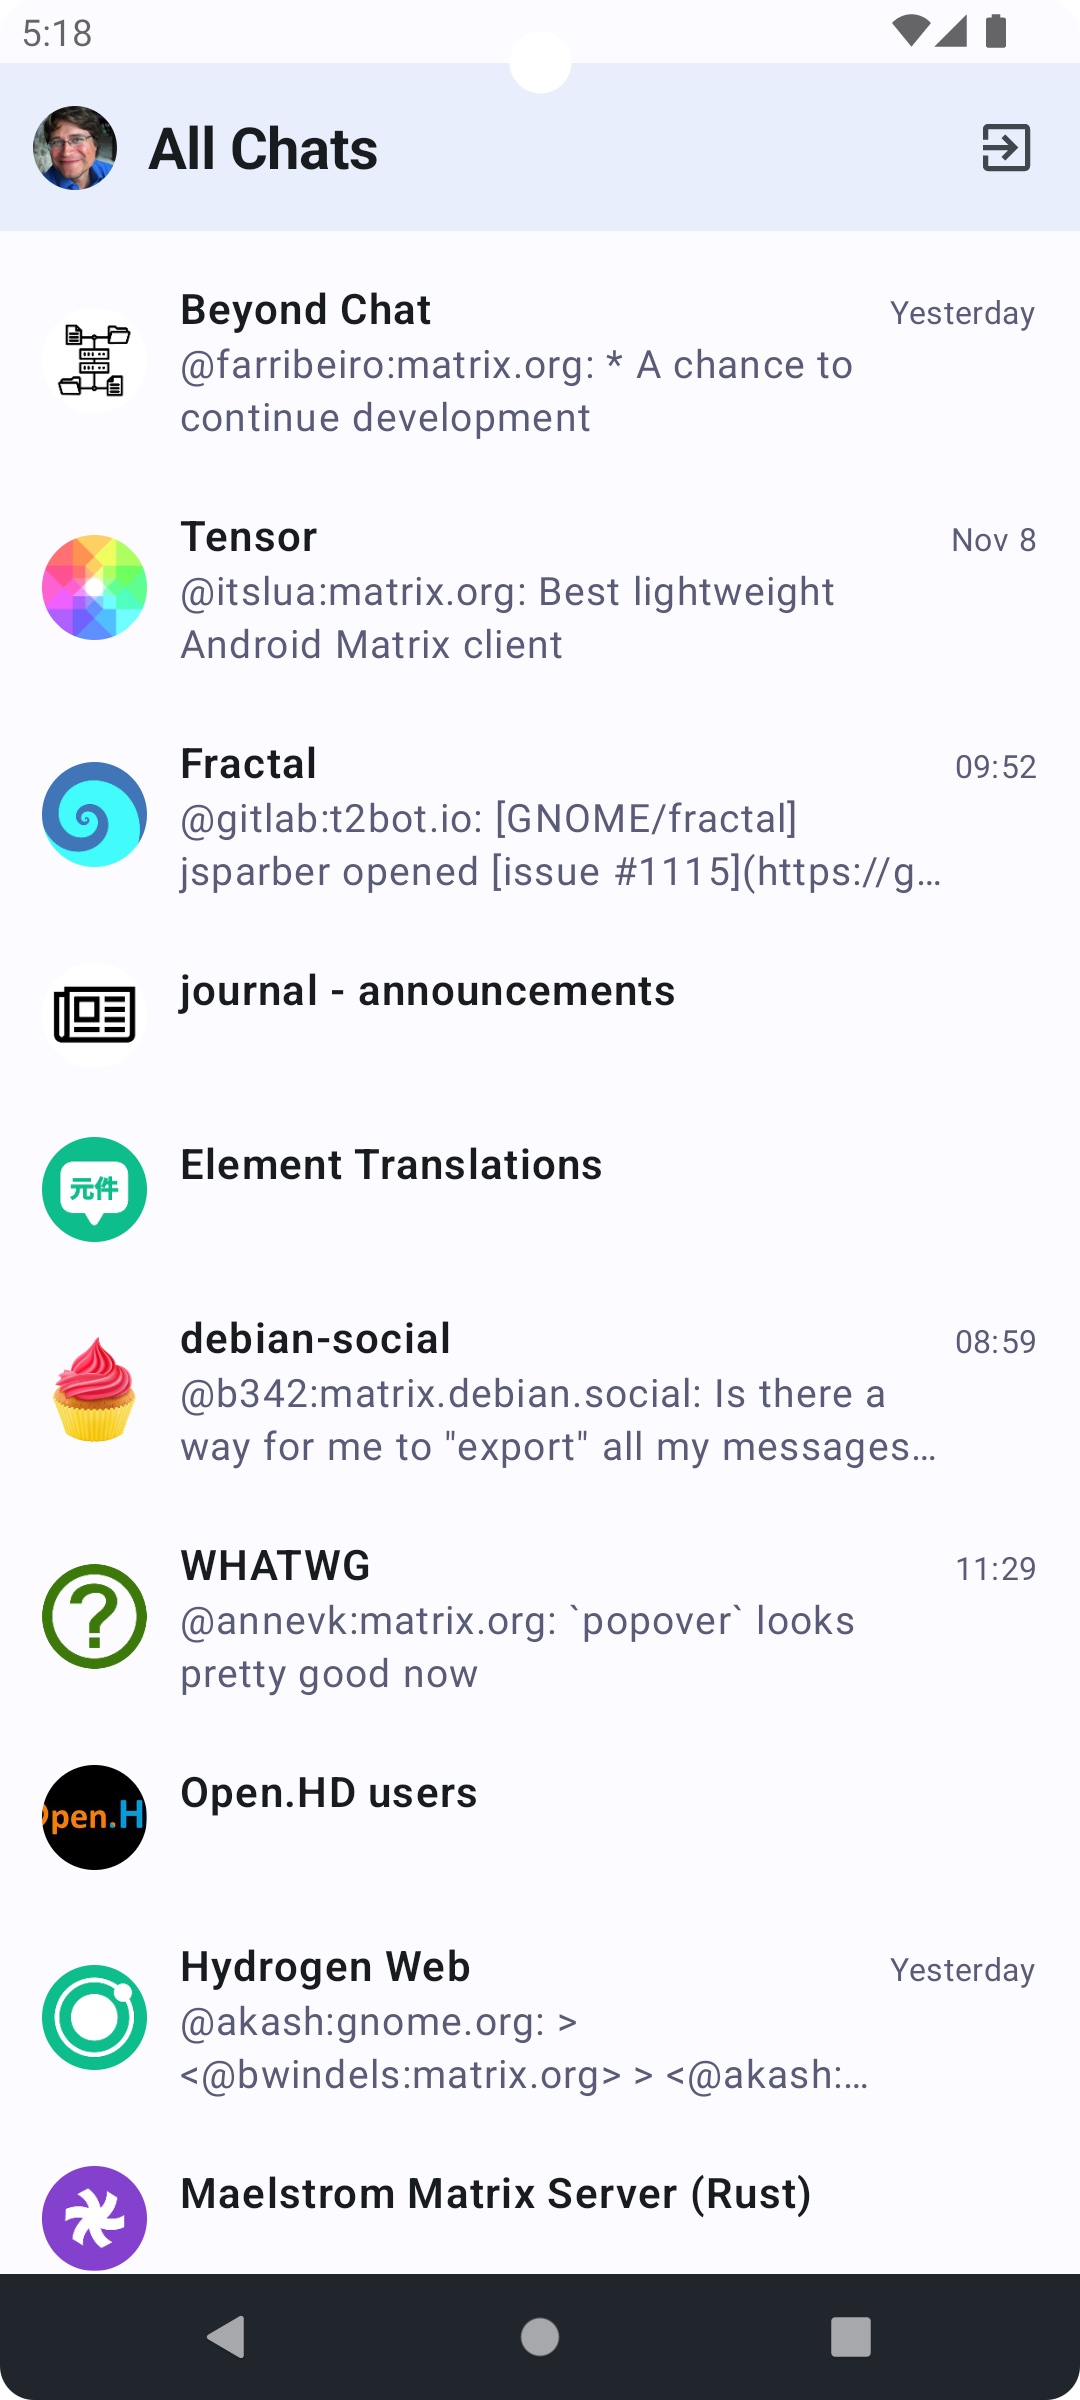 5:18
All Chats
Beyond Chat
Yesterday
@farribeiro:matrix.org: * A chance to
continue development
Tensor
Nov 8
@itslua:matrix.org: Best lightweight
Android Matrix client
Fractal
09:52
@gitlab:t2bot.io: [GNOME/fractal]
jsparber opened [issue #1115](https://g…
journal - announcements
元件
Element Translations
debian-social
08:59
@b342:matrix.debian.social: Is there a
way for me to "export" all my messages…
WHATWG
11:29
@annevk:matrix.org: `popover` looks
pretty good now
Open.HD users
pen.H
Hydrogen Web
Yesterday
@akash:gnome.org: >
<@bwindels:matrix.org> > <@akash:…
Maelstrom Matrix Server (Rust)